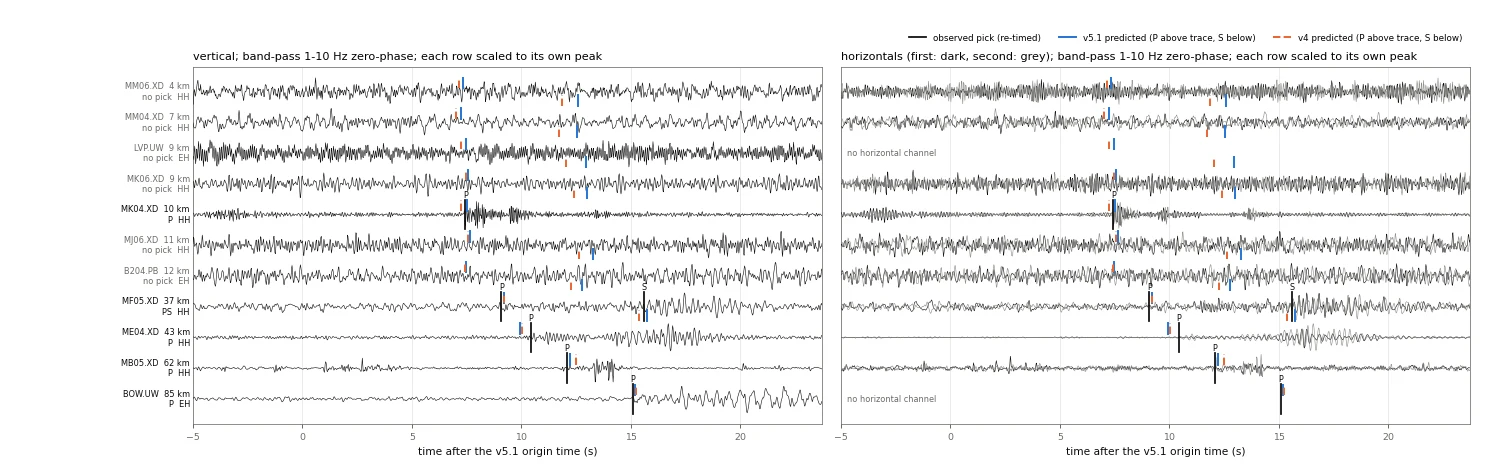 observed pick (re-timed)   v5.1 predicted (P above trace, S below)   v4 predicted (P above trace, S below)
vertical; band-pass 1-10 Hz zero-phase; each row scaled to its own peak
horizontals (first: dark, second: grey); band-pass 1-10 Hz zero-phase; each row scaled to its own peak
MM06.XD 4 km
no pick HH
MM04.XD 7 km
no pick HH
LVP.UW 9 km
no pick EH
no horizontal channel
MK06.XD 9 km
no pick HH
P
P
MK04.XD 10 km
P HH
MJ06.XD 11 km
no pick HH
B204.PB 12 km
no pick HH
P S
P S
MF05.XD 37 km
PS HH
P
P
ME04.XD 43 km
P HH
P
P
MB05.XD 62 km
P HH
P
P
BOW.UW 85 km
P EH
no horizontal channel
−5 0 5 10 15 20
−5 0 5 10 15 20
time after the v5.1 origin time (s)
time after the v5.1 origin time (s)